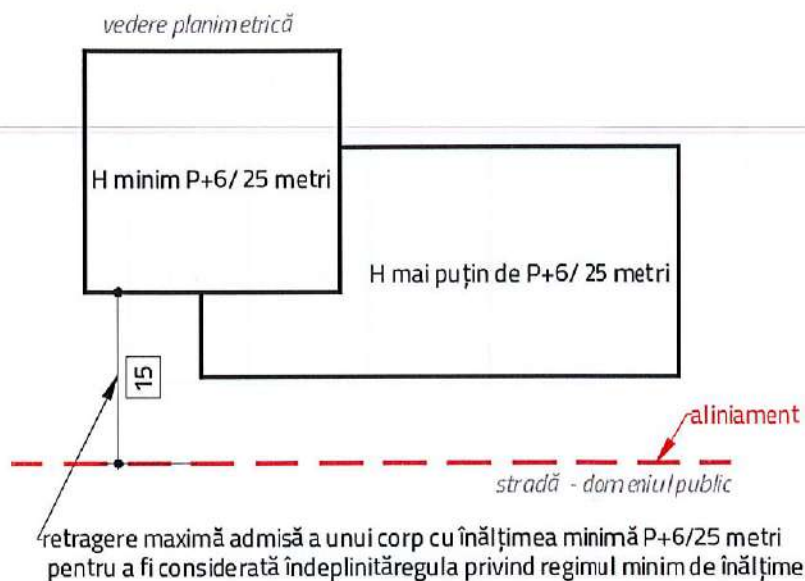 vedere planimetrică
H minim P+6/ 25 metri
H mai puțin de P+6/ 25 metri
15
aliniament
stradă - domeniul public
retragere maximă admisă a unui corp cu înălțimea minimă P+6/25 metri
pentru a fi considerată îndeplinităregula privind regimul minim de înălțime